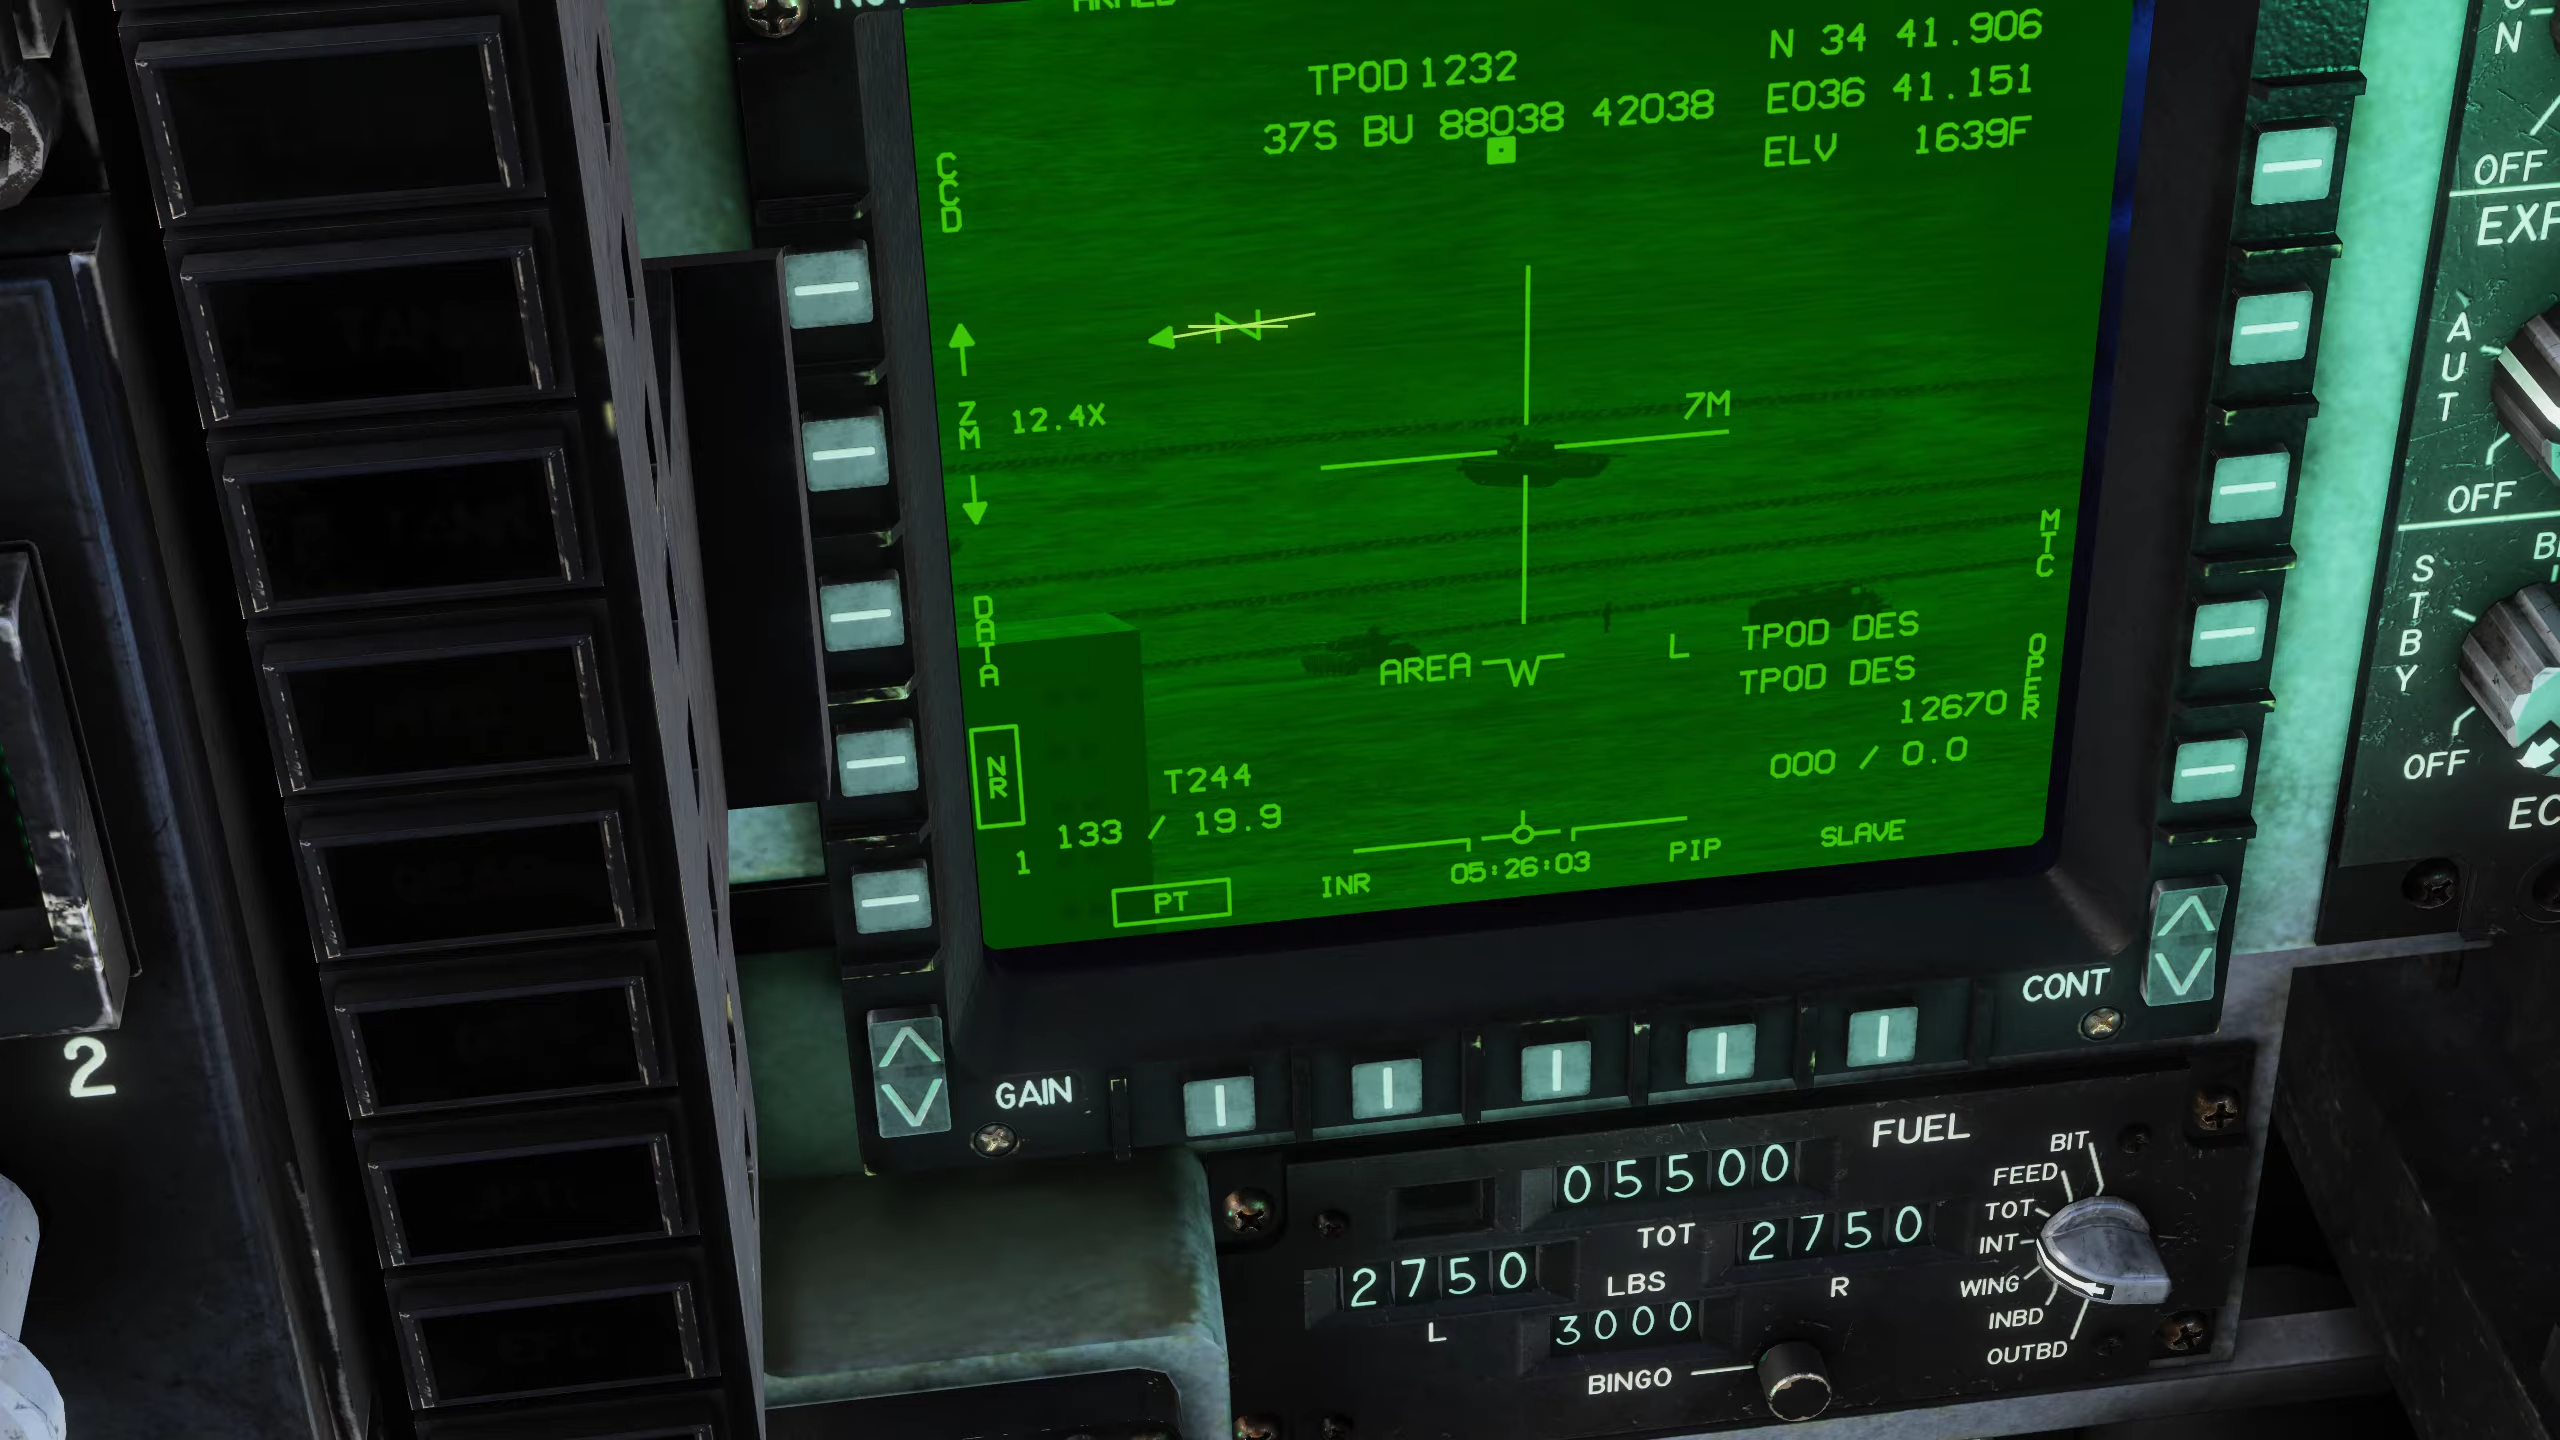 TPOD 1232
37S BU 88038 42038
N 34 41.906
E036 41.151
ELV 1639F
CCD
N
ZM
12.4X
7M
MTC
DATA
AREA W
L TPOD DES
TPOD DES
12670
OPER
000 / 0.0
NR
T244
133 / 19.9
1
PT
INR
05:26:03
PIP
SLAVE
GAIN
CONT
2
N
OFF
AUT
OFF
STBY
OFF
FUEL
05500
TOT
2750
L
LBS
2750
R
3000
BINGO
BIT
FEED
TOT
INT
WING
INBD
OUTBD